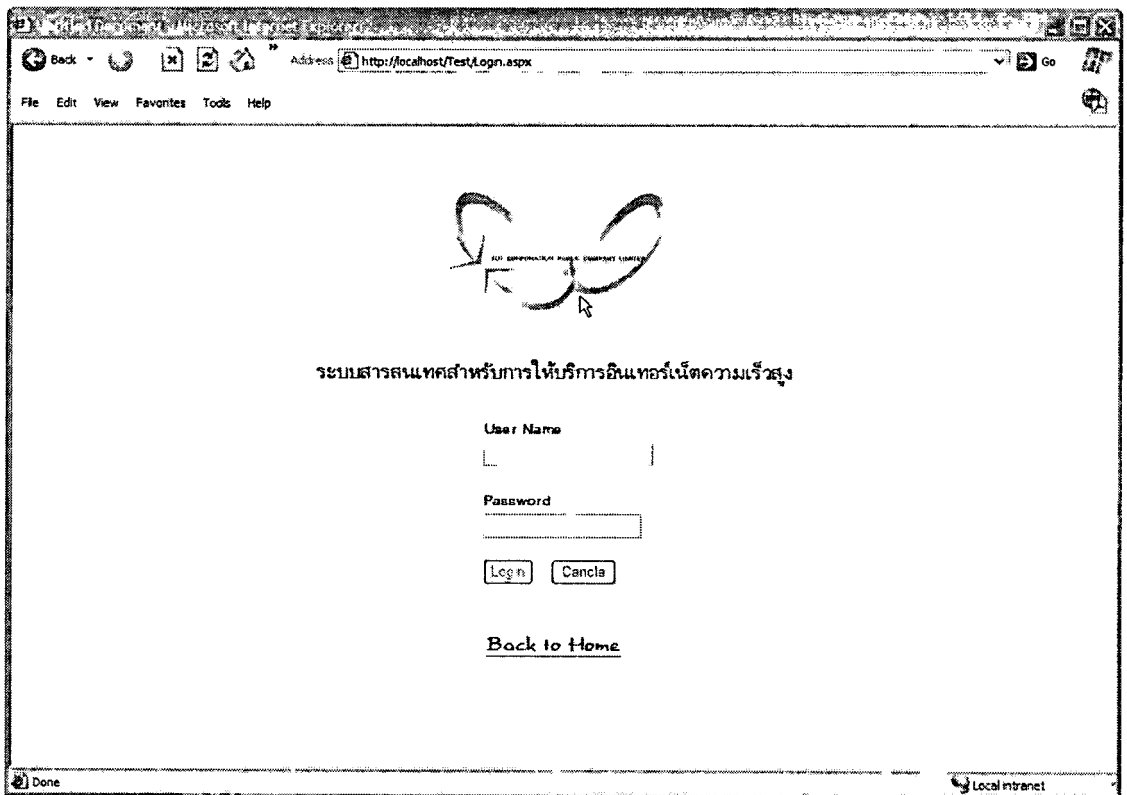 Back Address http://localhost/Test/Login.aspx Go
File Edit View Favorites Tools Help
ระบบสารสนเทศสำหรับการให้บริการอินเทอร์เน็ตความเร็วสูง
User Name
Password
Login Cancle
Back to Home
Done Local intranet